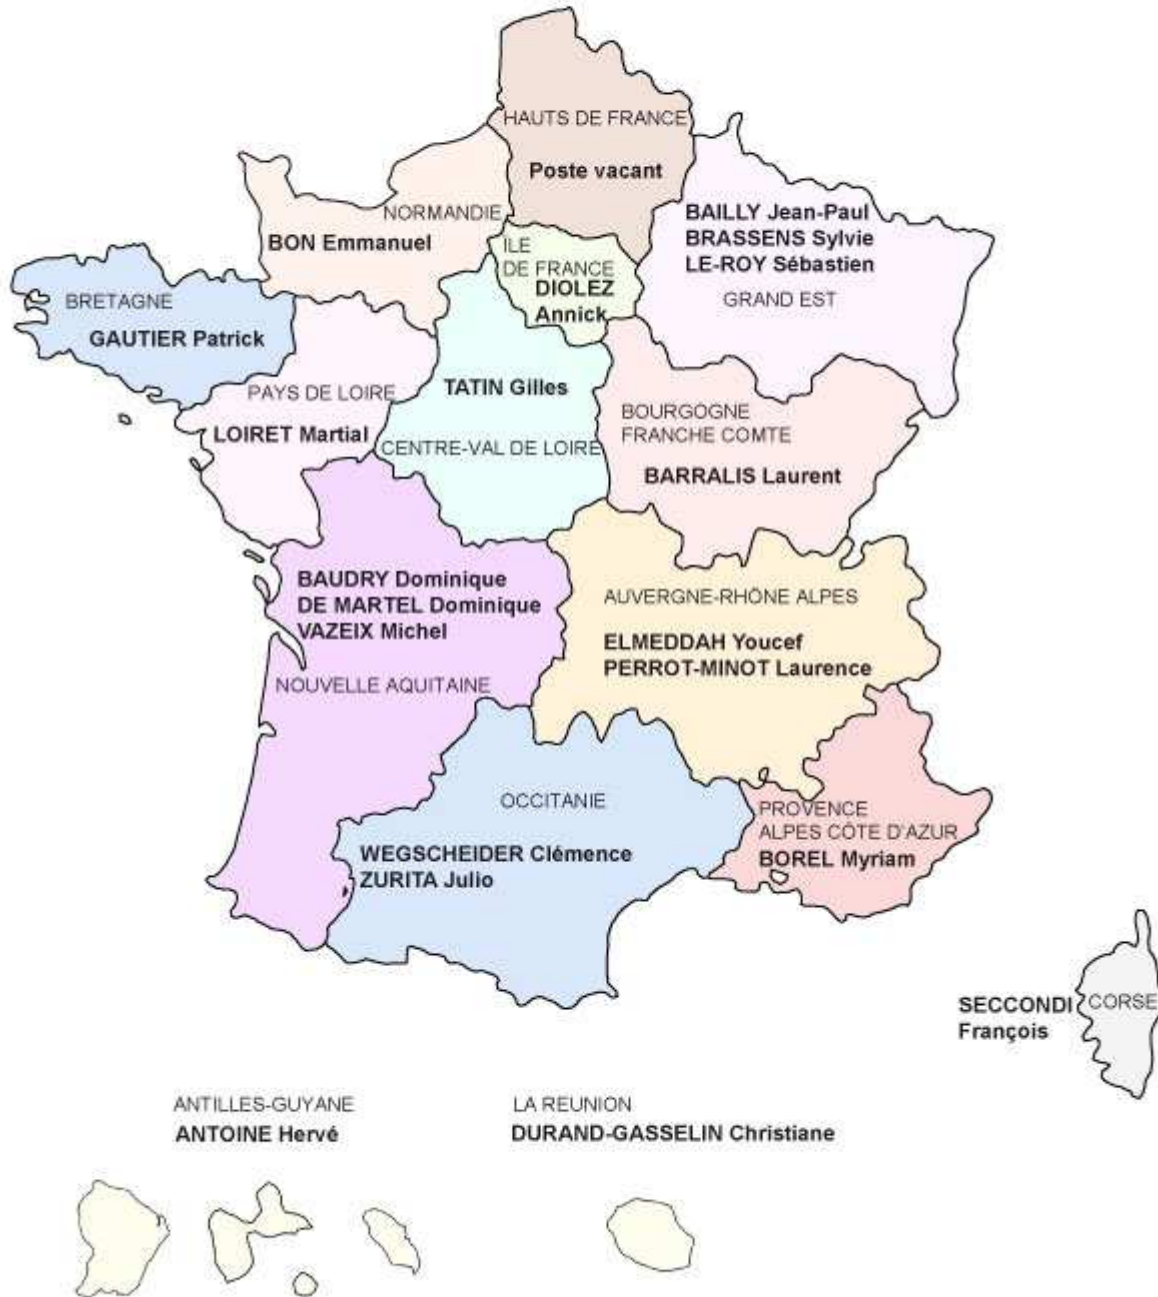 HAUTS DE FRANCE
Poste vacant
NORMANDIE
BON Emmanuel
BAILLY Jean-Paul
BRASSENS Sylvie
LE-ROY Sébastien
GRAND EST
ILE
DE FRANCE
DIOLEZ
Annick
BRETAGNE
GAUTIER Patrick
PAYS DE LOIRE
LOIRET Martial
TATIN Gilles
CENTRE-VAL DE LOIRE
BOURGOGNE
FRANCHE COMTE
BARRALIS Laurent
BAUDRY Dominique
DE MARTEL Dominique
VAZEIX Michel
NOUVELLE AQUITAINE
AUVERGNE-RHÔNE ALPES
ELMEDDAH Youcef
PERROT-MINOT Laurence
OCCITANIE
WEGSCHEIDER Clémence
ZURITA Julio
PROVENCE
ALPES CÔTE D'AZUR
BOREL Myriam
SECCONDI
François
CORSE
ANTILLES-GUYANE
ANTOINE Hervé
LA REUNION
DURAND-GASSELIN Christiane